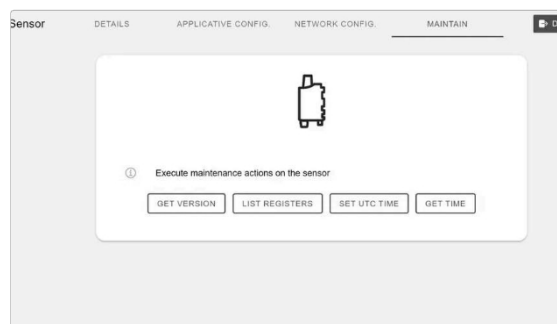 Sensor DETAILS APPLICATIVE CONFIG. NETWORK CONFIG. MAINTAIN
Execute maintenance actions on the sensor
GET VERSION LIST REGISTERS SET UTC TIME GET TIME